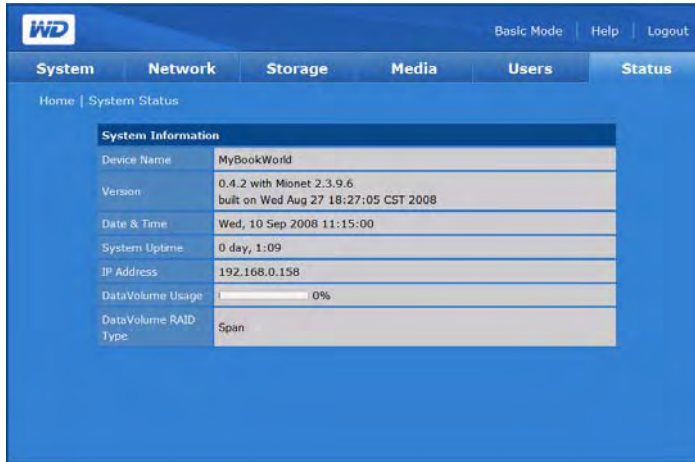 WD
Basic Mode | Help | Logout
System Network Storage Media Users Status
Home | System Status
System Information
Device Name MyBookWorld
Version 0.4.2 with Mionet 2.3.9.6
built on Wed Aug 27 18:27:05 CST 2008
Date & Time Wed, 10 Sep 2008 11:15:00
System Uptime 0 day, 1:09
IP Address 192.168.0.158
DataVolume Usage 0%
DataVolume RAID
Type Span